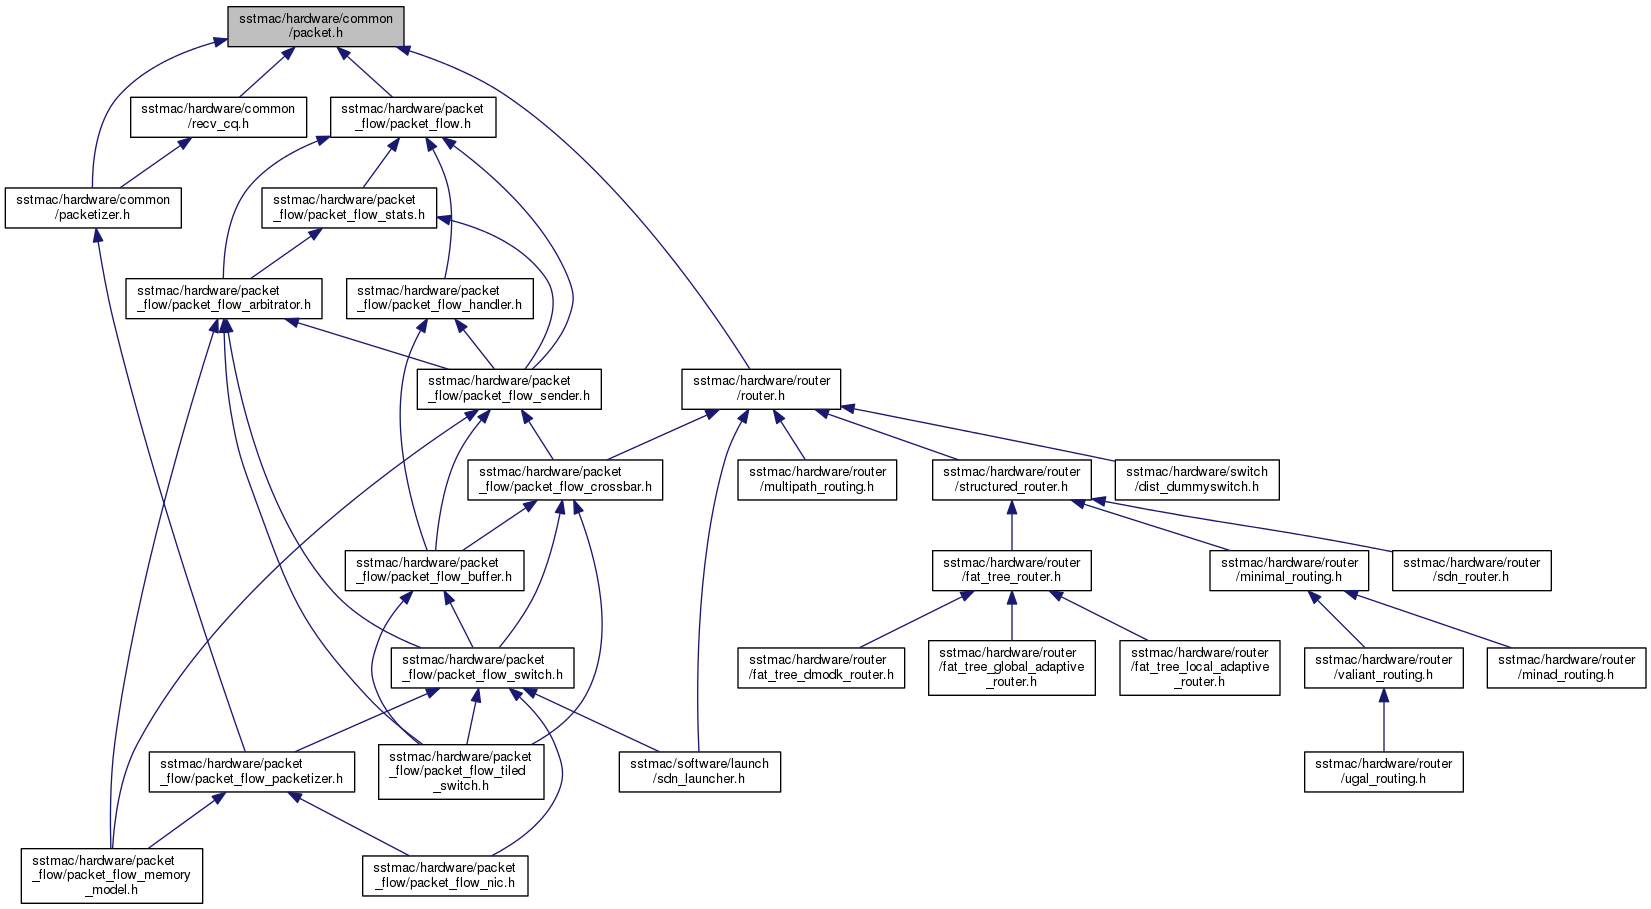 sstmac/hardware/common
/packet.h
sstmac/hardware/common
/recv_cq.h
sstmac/hardware/packet
_flow/packet_flow.h
sstmac/hardware/common
/packetizer.h
sstmac/hardware/packet
_flow/packet_flow_stats.h
sstmac/hardware/packet
_flow/packet_flow_arbitrator.h
sstmac/hardware/packet
_flow/packet_flow_handler.h
sstmac/hardware/packet
_flow/packet_flow_sender.h
sstmac/hardware/router
/router.h
sstmac/hardware/packet
_flow/packet_flow_crossbar.h
sstmac/hardware/router
/multipath_routing.h
sstmac/hardware/router
/structured_router.h
sstmac/hardware/switch
/dist_dummyswitch.h
sstmac/hardware/packet
_flow/packet_flow_buffer.h
sstmac/hardware/router
/fat_tree_router.h
sstmac/hardware/router
/minimal_routing.h
sstmac/hardware/router
/sdn_router.h
sstmac/hardware/packet
_flow/packet_flow_switch.h
sstmac/hardware/router
/fat_tree_dmodk_router.h
sstmac/hardware/router
/fat_tree_global_adaptive
_router.h
sstmac/hardware/router
/fat_tree_local_adaptive
_router.h
sstmac/hardware/router
/valiant_routing.h
sstmac/hardware/router
/minad_routing.h
sstmac/hardware/packet
_flow/packet_flow_packetizer.h
sstmac/hardware/packet
_flow/packet_flow_tiled
_switch.h
sstmac/software/launch
/sdn_launcher.h
sstmac/hardware/router
/ugal_routing.h
sstmac/hardware/packet
_flow/packet_flow_memory
_model.h
sstmac/hardware/packet
_flow/packet_flow_nic.h